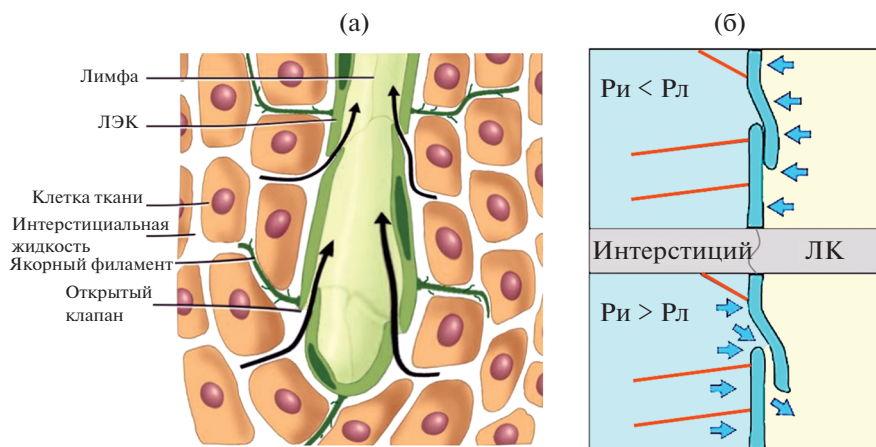 (а)
Лимфа
ЛЭК
Клетка ткани
Интерстициальная
жидкость
Якорный филамент
Открытый
клапан
(б)
Ри < Рл
Интерстиций
ЛК
Ри > Рл